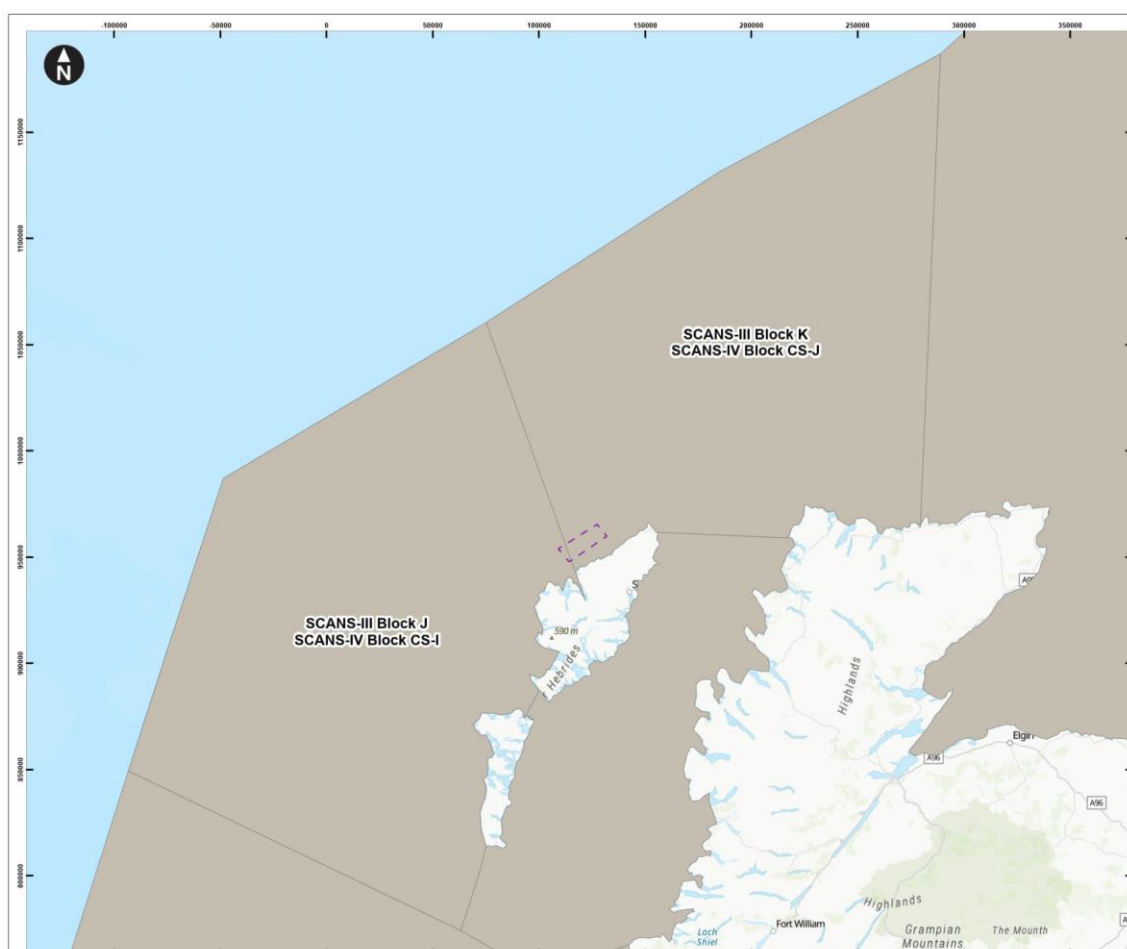 -100000
-50000
0
50000
100000
150000
200000
250000
300000
350000
N
1150000
1100000
1050000
1000000
950000
900000
850000
800000
SCANS-III Block K
SCANS-IV Block CS-J
SCANS-III Block J
SCANS-IV Block CS-I
S
590 m
Hebrides
Highlands
Elgin
A96
A96
Highlands
Fort William
Loch
Shiel
Grampian
Mountains
The Mounth